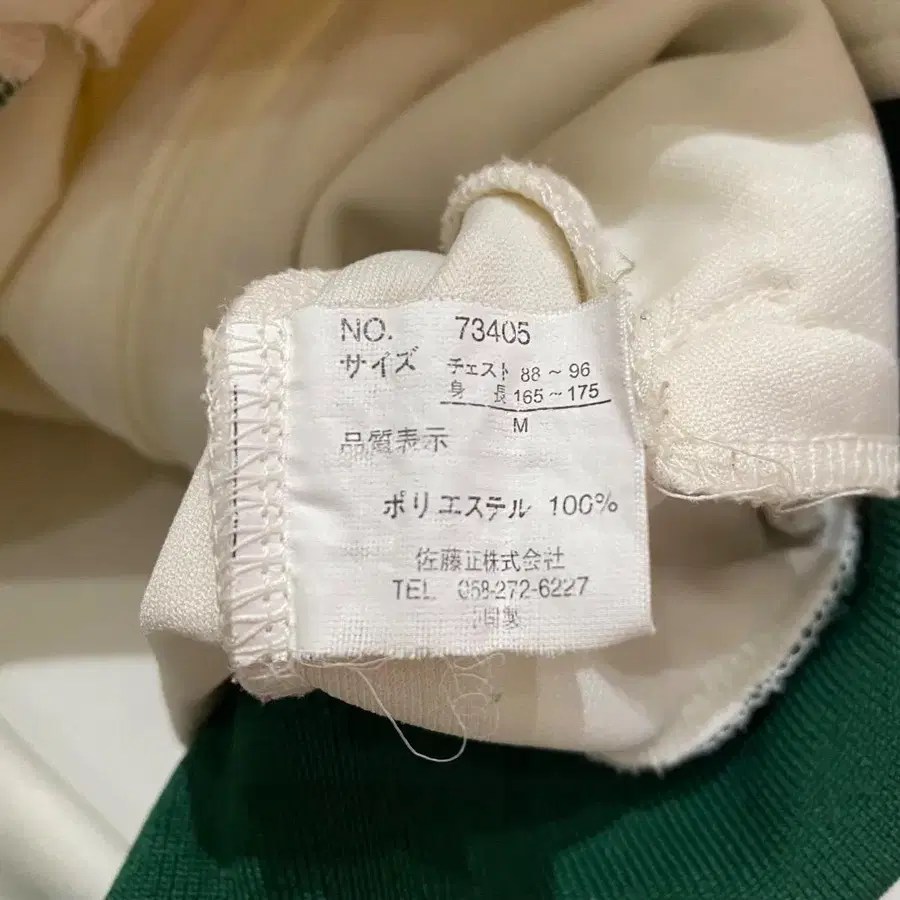 NO. 73405
サイズ チェスト 88～96
身長 165～175
M
品質表示
ポリエステル 100%
佐藤正株式会社
TEL 058-272-6227